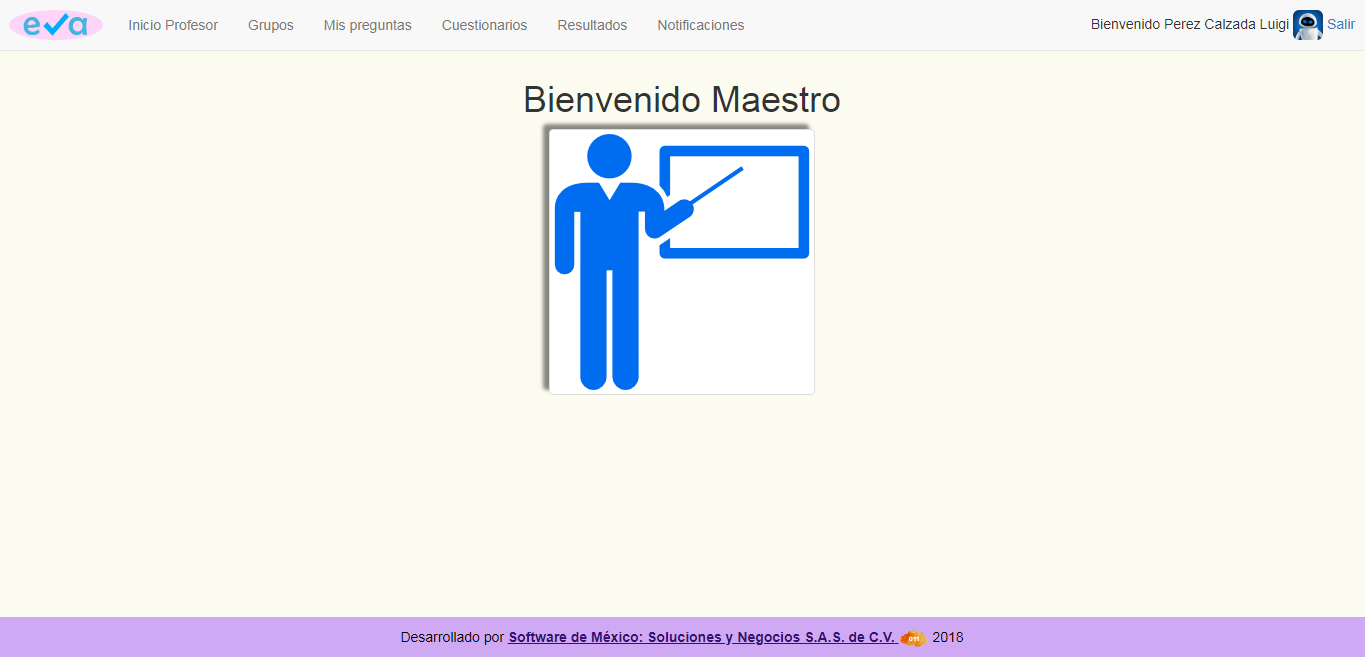 eva Inicio Profesor Grupos Mis preguntas Cuestionarios Resultados Notificaciones Bienvenido Perez Calzada Luigi Salir
Bienvenido Maestro
Desarrollado por Software de México: Soluciones y Negocios S.A.S. de C.V. 011 2018